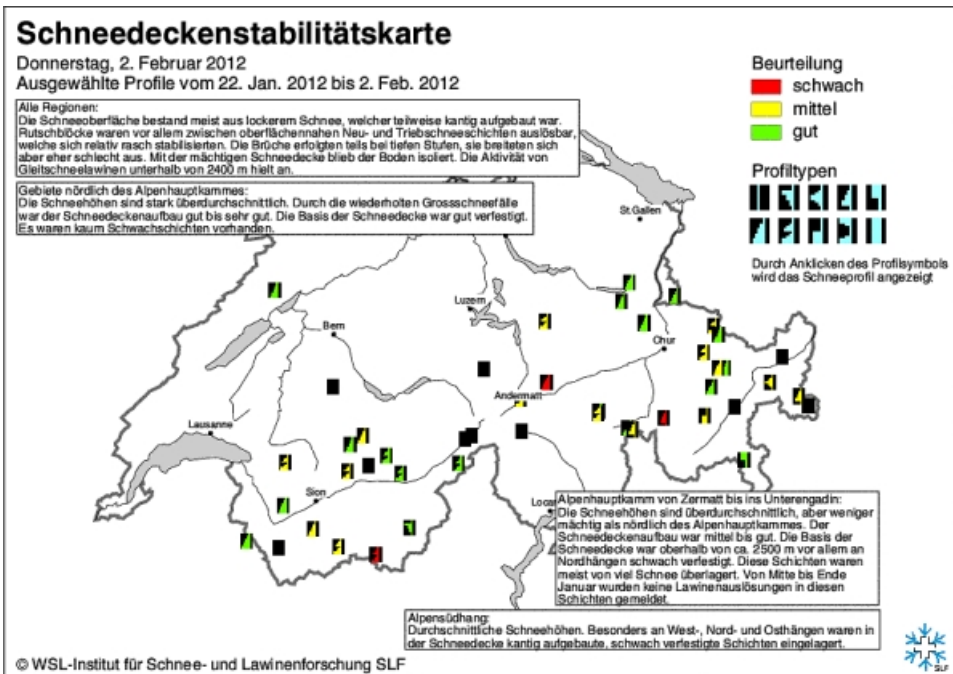 Schneedeckenstabilitätskarte
Donnerstag, 2. Februar 2012
Ausgewählte Profile vom 22. Jan. 2012 bis 2. Feb. 2012
Alle Regionen:
Die Schneeoberfläche bestand meist aus lockerem Schnee, welcher teilweise kantig aufgebaut war.
Rutschblöcke waren vor allem zwischen oberflächennahen Neu- und Triebschneeschichten auslösbar,
welche sich relativ rasch stabilisierten. Die Brüche erfolgten teils bei tiefen Stufen, sie breiteten sich
aber eher schlecht aus. Mit der mächtigen Schneedecke blieb der Boden isoliert. Die Aktivität von
Gleitschneelawinen unterhalb von 2400 m hielt an.
Gebiete nördlich des Alpenhauptkammes:
Die Schneehöhen sind stark überdurchschnittlich. Durch die wiederholten Grossschneefälle
war der Schneedeckenaufbau gut bis sehr gut. Die Basis der Schneedecke war gut verfestigt.
Es waren kaum Schwachschichten vorhanden.
Beurteilung
schwach
mittel
gut
Profiltypen
Durch Anklicken des Profilsymbols
wird das Schneeprofil angezeigt
St.Gallen
Luzern
Bern
Chur
Andermatt
Lausanne
Sion
Locar
Alpenhauptkamm von Zermatt bis ins Unterengadin:
Die Schneehöhen sind überdurchschnittlich, aber weniger
mächtig als nördlich des Alpenhauptkammes. Der
Schneedeckenaufbau war mittel bis gut. Die Basis der
Schneedecke war oberhalb von ca. 2500 m vor allem an
Nordhängen schwach verfestigt. Diese Schichten waren
meist von viel Schnee überlagert. Von Mitte bis Ende
Januar wurden keine Lawinenauslösungen in diesen
Schichten gemeldet.
Alpensüdhang:
Durchschnittliche Schneehöhen. Besonders an West-, Nord- und Osthängen waren in
der Schneedecke kantig aufgebaute, schwach verfestigte Schichten eingelagert.
© WSL-Institut für Schnee- und Lawinenforschung SLF
SLF